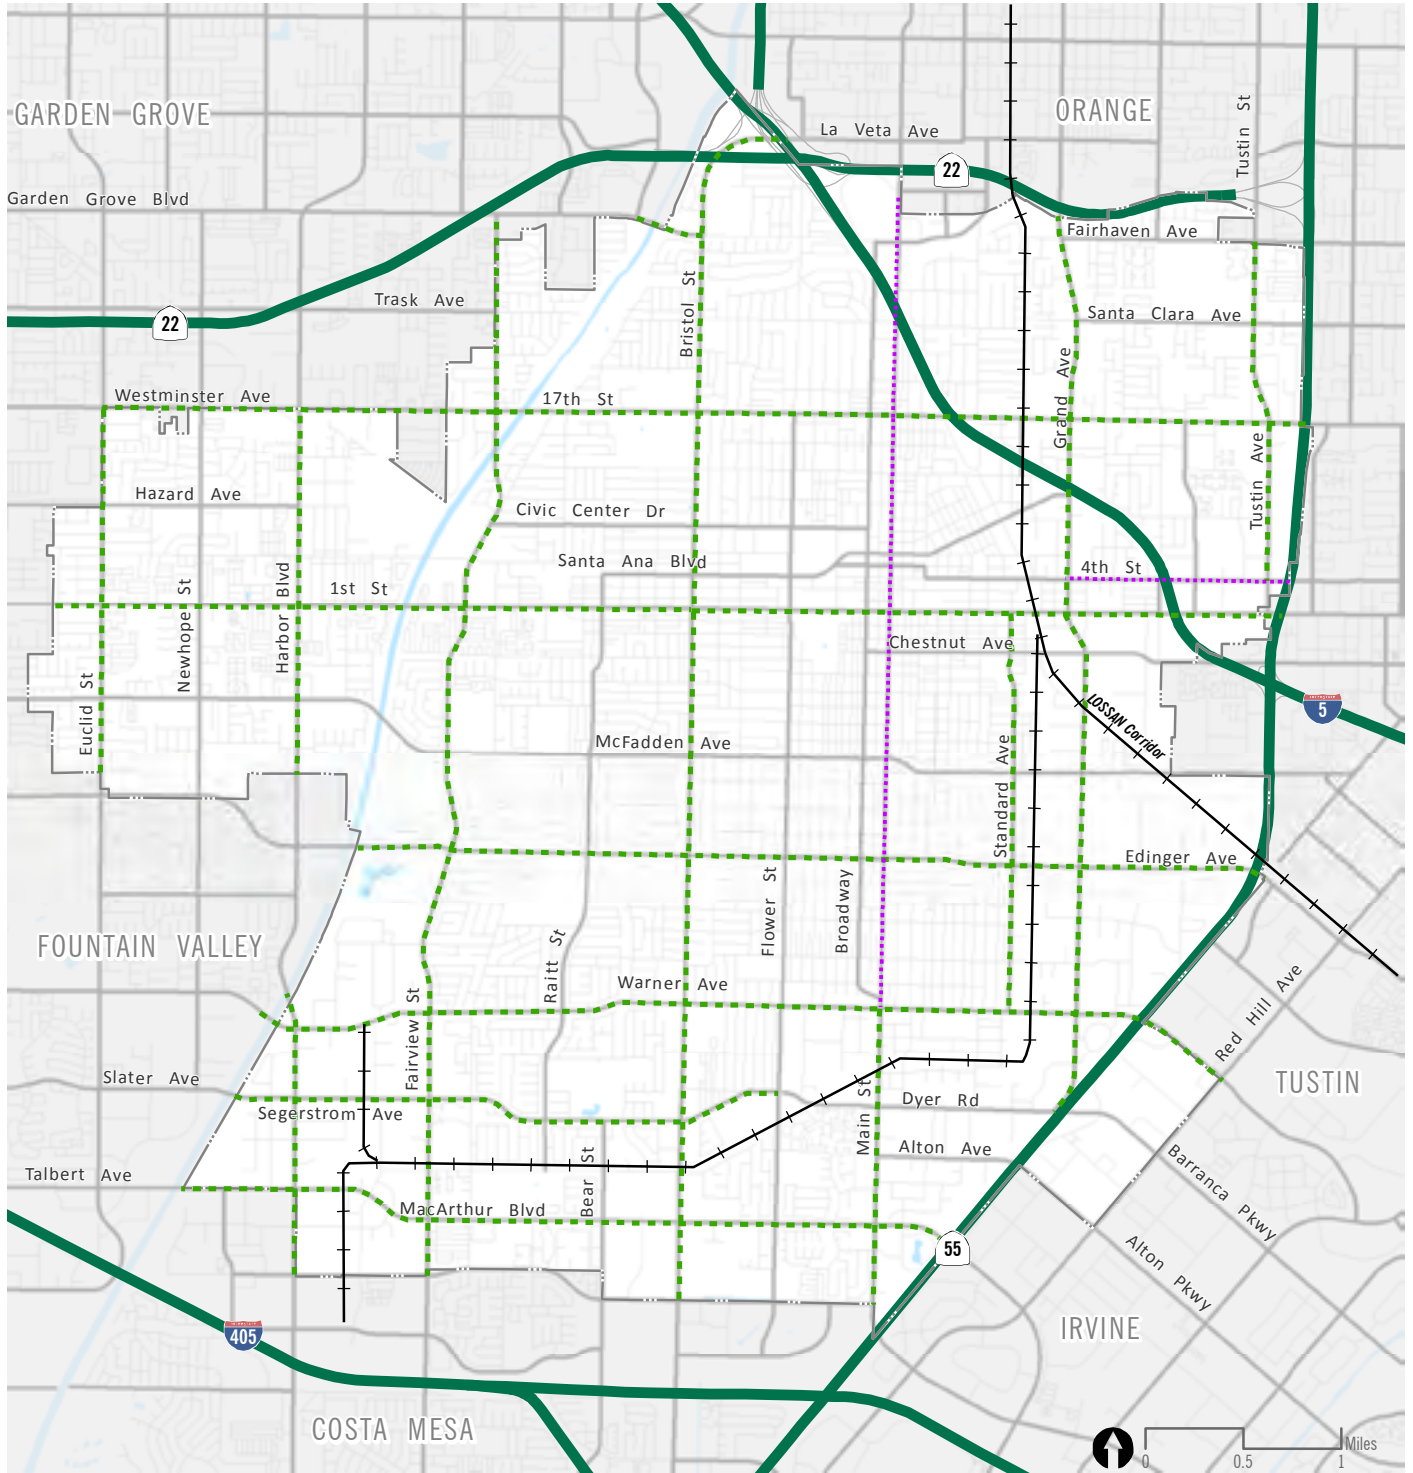 GARDEN GROVE
ORANGE
Tustin St
La Veta Ave
22
Garden Grove Blvd
Fairhaven Ave
Trask Ave
Bristol St
Santa Clara Ave
22
Grand Ave
Westminster Ave
17th St
Tustin Ave
Hazard Ave
Civic Center Dr
Santa Ana Blvd
4th St
Newhope St
Harbor Blvd
1st St
Chestnut Ave
Euclid St
LOSSAN Corridor
5
McFadden Ave
Standard Ave
Edinger Ave
Flower St
Broadway
FOUNTAIN VALLEY
Raitt St
Warner Ave
Fairview St
Red Hill Ave
Slater Ave
TUSTIN
Segerstrom Ave
Main St
Dyer Rd
Alton Ave
Talbert Ave
Bear St
Barranca Pkwy
MacArthur Blvd
55
Alton Pkwy
405
IRVINE
COSTA MESA
Miles
0 0.5 1